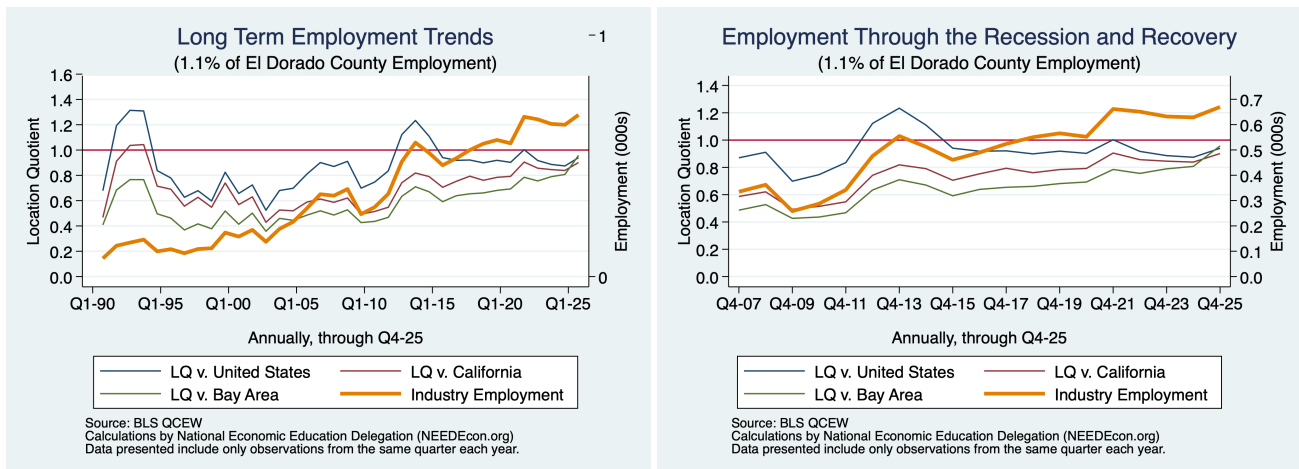 Long Term Employment Trends
(1.1% of El Dorado County Employment)
1
1.6
1.4
1.2
1.0
0.8
0.6
0.4
0.2
0.0
0
Location Quotient
Employment (000s)
Q1-90 Q1-95 Q1-00 Q1-05 Q1-10 Q1-15 Q1-20 Q1-25
Annually, through Q4-25
LQ v. United States LQ v. California
LQ v. Bay Area Industry Employment
Source: BLS QCEW
Calculations by National Economic Education Delegation (NEEDEcon.org)
Data presented include only observations from the same quarter each year.
Employment Through the Recession and Recovery
(1.1% of El Dorado County Employment)
1.4
1.2
1.0
0.8
0.6
0.4
0.2
0.0
Location Quotient
0.7
0.6
0.5
0.4
0.3
0.2
0.1
0.0
Employment (000s)
Q4-07 Q4-09 Q4-11 Q4-13 Q4-15 Q4-17 Q4-19 Q4-21 Q4-23 Q4-25
Annually, through Q4-25
LQ v. United States LQ v. California
LQ v. Bay Area Industry Employment
Source: BLS QCEW
Calculations by National Economic Education Delegation (NEEDEcon.org)
Data presented include only observations from the same quarter each year.